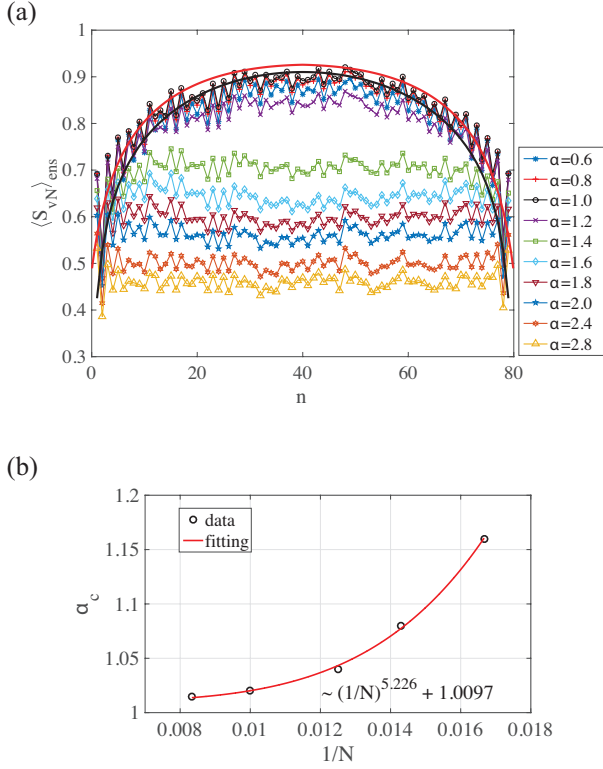 (a)
1
0.9
0.8
0.7
0.6
0.5
0.4
0.3
⟨S_vN⟩_ens
0 20 40 60 80
n
α=0.6
α=0.8
α=1.0
α=1.2
α=1.4
α=1.6
α=1.8
α=2.0
α=2.4
α=2.8
(b)
1.2
1.15
1.1
1.05
1
α_c
data
fitting
~ (1/N)^5.226 + 1.0097
0.008 0.01 0.012 0.014 0.016 0.018
1/N